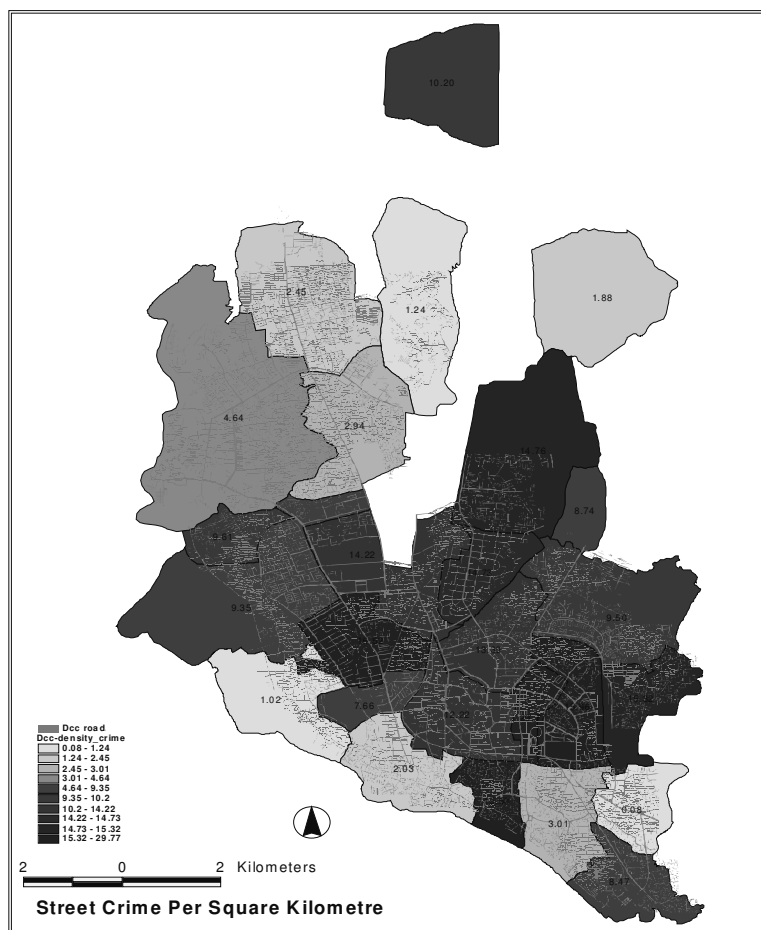 10.20
1.88
2.45
1.24
4.64
2.94
14.22
9.35
1.02
7.66
2.03
3.01
0.08
Dcc road
Dcc-density_crime
0.08 - 1.24
1.24 - 2.45
2.45 - 3.01
3.01 - 4.64
4.64 - 9.35
9.35 - 10.2
10.2 - 14.22
14.22 - 14.73
14.73 - 15.32
15.32 - 29.77
2 0 2 Kilometers
Street Crime Per Square Kilometre